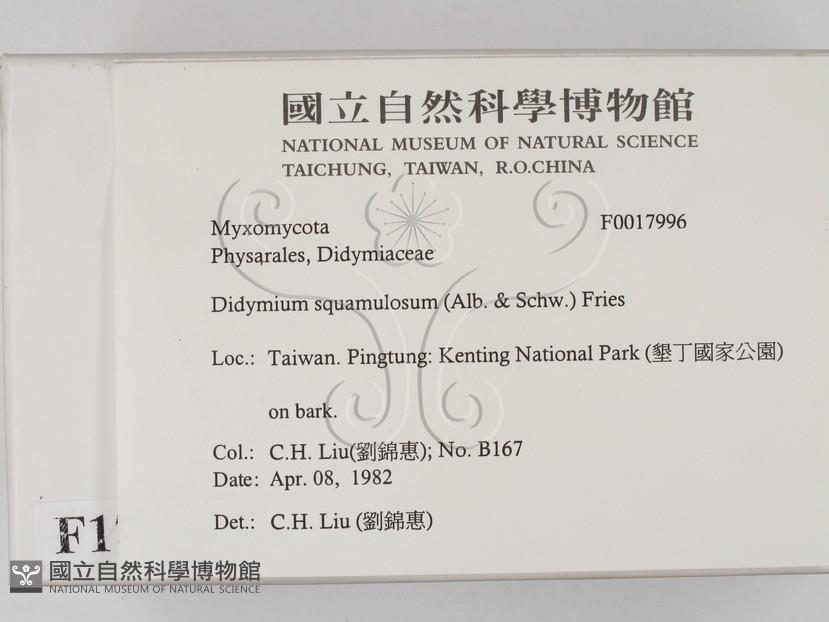 國立自然科學博物館
NATIONAL MUSEUM OF NATURAL SCIENCE
TAICHUNG, TAIWAN, R.O.CHINA
Myxomycota F0017996
Physarales, Didymiaceae
Didymium squamulosum (Alb. & Schw.) Fries
Loc.: Taiwan. Pingtung: Kenting National Park (墾丁國家公園)
on bark.
Col.: C.H. Liu(劉錦惠); No. B167
Date: Apr. 08, 1982
Det.: C.H. Liu (劉錦惠)
F1
國立自然科學博物館
NATIONAL MUSEUM OF NATURAL SCIENCE